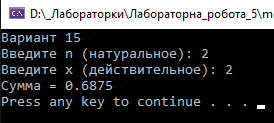 D:\_Лабораторки\Лабораторна_робота_5\m
Вариант 15
Введите n (натуральное): 2
Введите x (действительное): 2
Сумма = 0.6875
Press any key to continue . . .